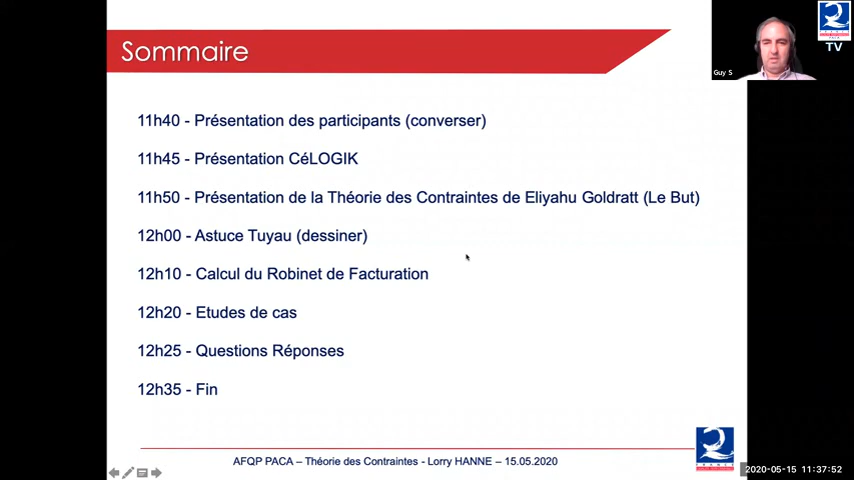 Sommaire
TV
Guy S
11h40 - Présentation des participants (converser)
11h45 - Présentation CéLOGIK
11h50 - Présentation de la Théorie des Contraintes de Eliyahu Goldratt (Le But)
12h00 - Astuce Tuyau (dessiner)
12h10 - Calcul du Robinet de Facturation
12h20 - Etudes de cas
12h25 - Questions Réponses
12h35 - Fin
AFQP PACA – Théorie des Contraintes - Lorry HANNE – 15.05.2020
2020-05-15 11:37:52